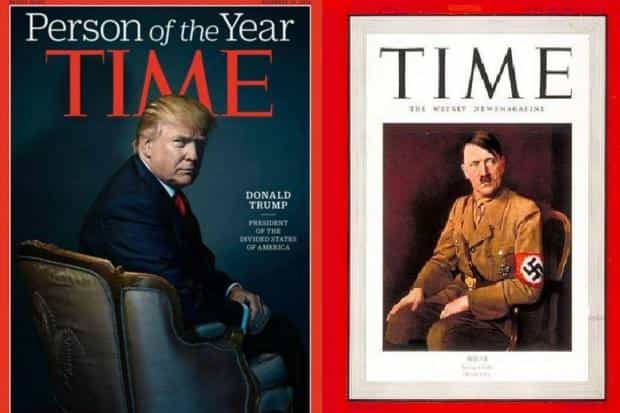 Person of the Year
TIME
DONALD
TRUMP
PRESIDENT
OF THE
DIVIDED STATES
OF AMERICA
TIME
THE WEEKLY NEWSMAGAZINE